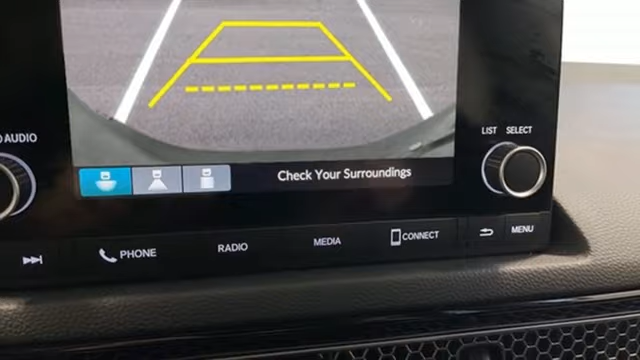 AUDIO
LIST SELECT
Check Your Surroundings
PHONE RADIO MEDIA CONNECT MENU